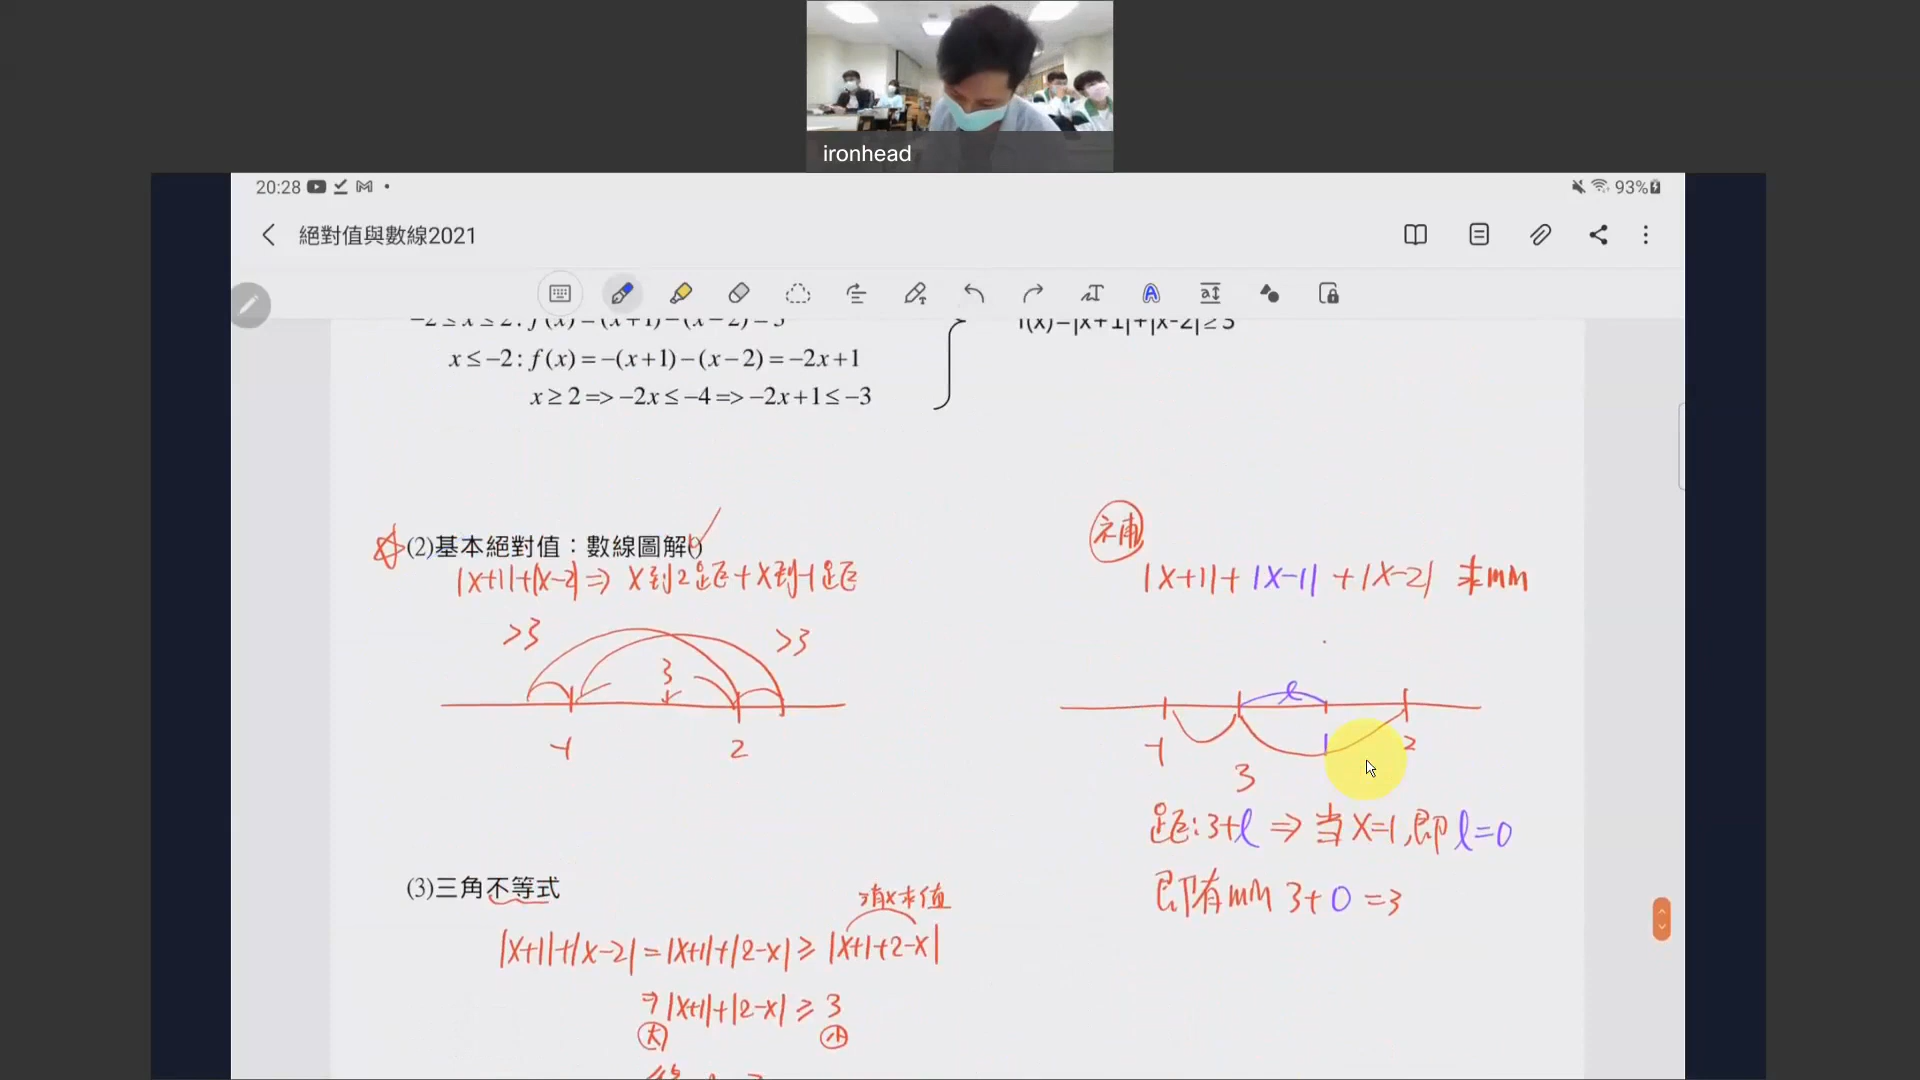 ironhead
20:28
93%
絕對值與數線2021
f(x)=|x+1|+|x-2|≥3
x≤-2: f(x)=-(x+1)-(x-2)=-2x+1
x≥2=>-2x≤-4=>-2x+1≤-3
(2)基本絕對值:數線圖解()
|x+1|+|x-2| ⇒ x到2距+x到-1距
>3
3
>3
-1
2
補
|x+1|+|x-1|+|x-2| 求min
ℓ
-1
1
2
3
距:3+ℓ ⇒ 当x=1,即ℓ=0
即有min 3+0=3
(3)三角不等式
消x求值
|x+1|+|x-2|=|x+1|+|2-x|≥|x+1+2-x|
⇒|x+1|+|2-x|≥3
大
小